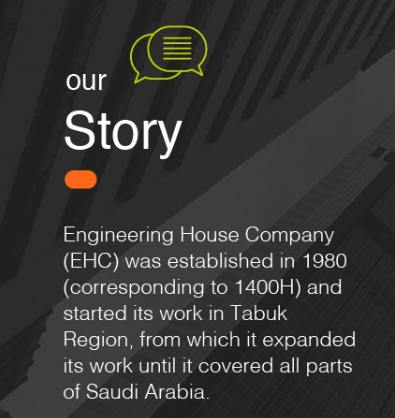 our
Story
Engineering House Company
(EHC) was established in 1980
(corresponding to 1400H) and
started its work in Tabuk
Region, from which it expanded
its work until it covered all parts
of Saudi Arabia.